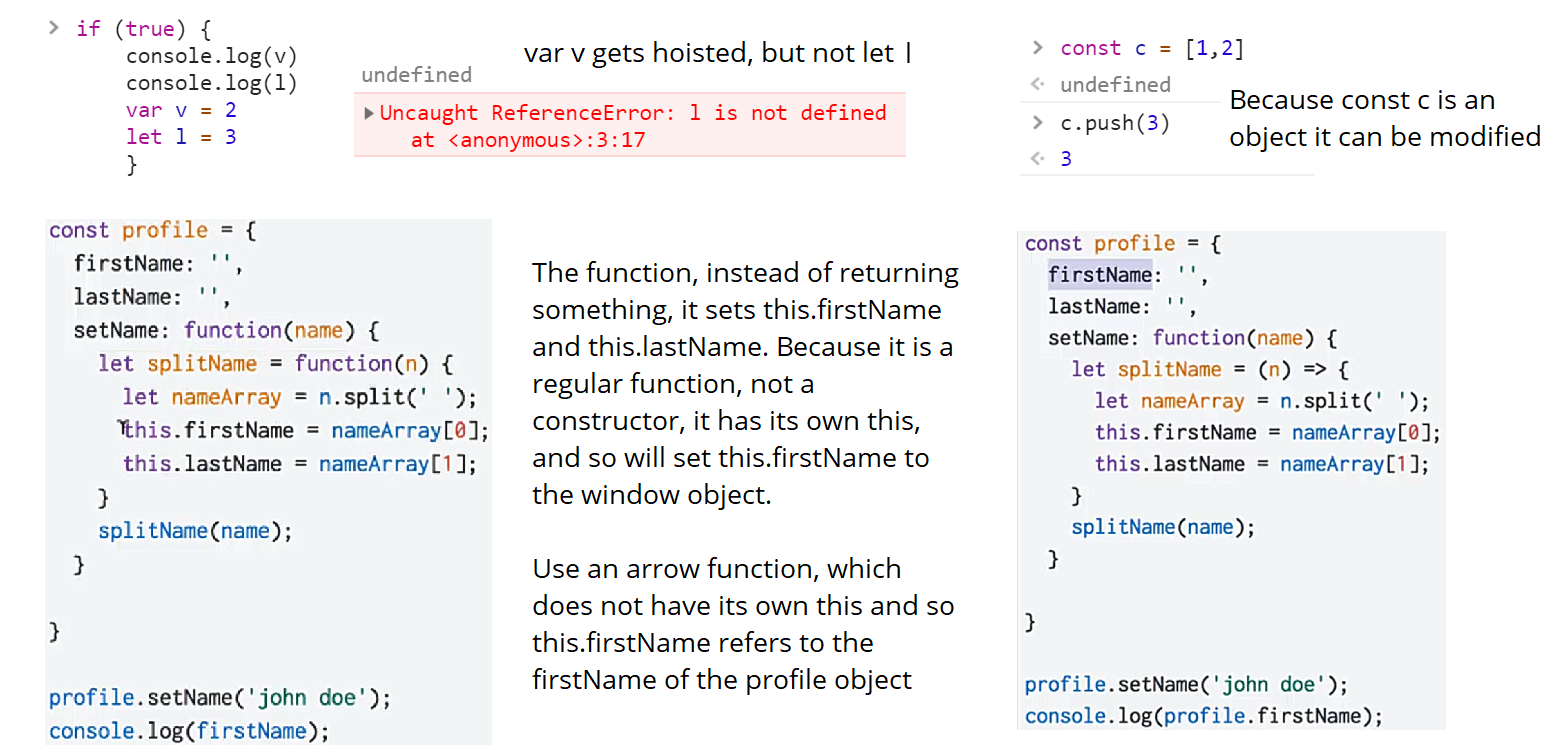 > if (true) {
console.log(v)
console.log(l)
var v = 2
let l = 3
}
undefined
Uncaught ReferenceError: l is not defined
at <anonymous>:3:17
var v gets hoisted, but not let l
> const c = [1,2]
undefined
> c.push(3)
3
Because const c is an
object it can be modified
const profile = {
firstName: '',
lastName: '',
setName: function(name) {
let splitName = function(n) {
let nameArray = n.split(' ');
this.firstName = nameArray[0];
this.lastName = nameArray[1];
}
splitName(name);
}
}
profile.setName('john doe');
console.log(firstName);
The function, instead of returning
something, it sets this.firstName
and this.lastName. Because it is a
regular function, not a
constructor, it has its own this,
and so will set this.firstName to
the window object.
Use an arrow function, which
does not have its own this and so
this.firstName refers to the
firstName of the profile object
const profile = {
firstName: '',
lastName: '',
setName: function(name) {
let splitName = (n) => {
let nameArray = n.split(' ');
this.firstName = nameArray[0];
this.lastName = nameArray[1];
}
splitName(name);
}
}
profile.setName('john doe');
console.log(profile.firstName);